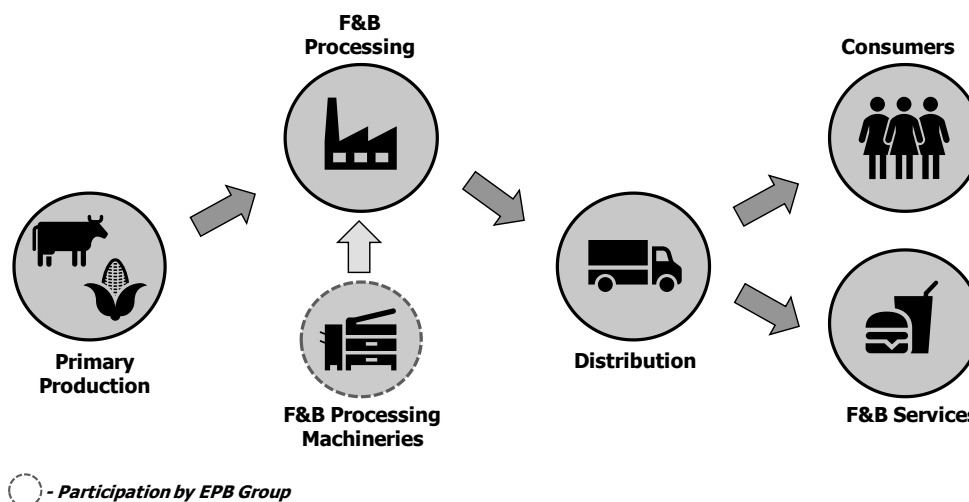 F&B
Processing
Consumers
Primary
Production
F&B Processing
Machineries
Distribution
F&B Services
- Participation by EPB Group